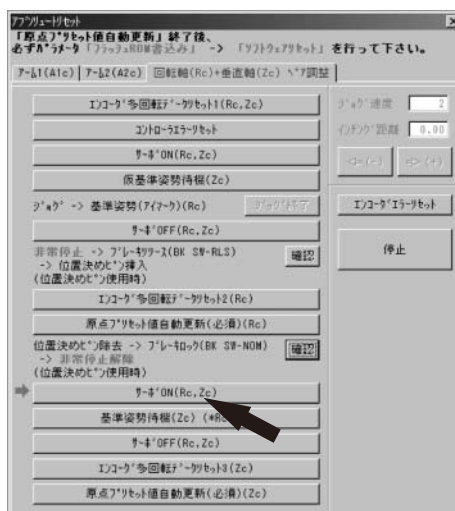 アブソリュートリセット
「原点プリセット値自動更新」終了後、
必ずパラメータ「フラッシュROM書込み」 -> 「ソフトウェアリセット」を行って下さい。
アーム1(A1c) アーム2(A2c) 回転軸(Rc)+垂直軸(Zc) ペア調整
エンコーダ多回転データリセット1(Rc,Zc)
コントローラエラーリセット
サーボON(Rc,Zc)
仮基準姿勢待機(Zc)
ジョグ -> 基準姿勢(アイマーク)(Rc) ジョグ終了
サーボOFF(Rc,Zc)
非常停止 -> ブレーキリリース(BK SW-RLS)
-> 位置決めピン挿入
(位置決めピン使用時)
確認
エンコーダ多回転データリセット2(Rc)
原点プリセット値自動更新(必須)(Rc)
位置決めピン除去 -> ブレーキロック(BK SW-NOM)
-> 非常停止解除
(位置決めピン使用時)
確認
サーボON(Rc,Zc)
基準姿勢待機(Zc) (*R
サーボOFF(Rc,Zc)
エンコーダ多回転データリセット3(Zc)
原点プリセット値自動更新(必須)(Zc)
ジョグ速度 2
インチング距離 0.00
<=(-) =>(+)
エンコーダエラーリセット
停止